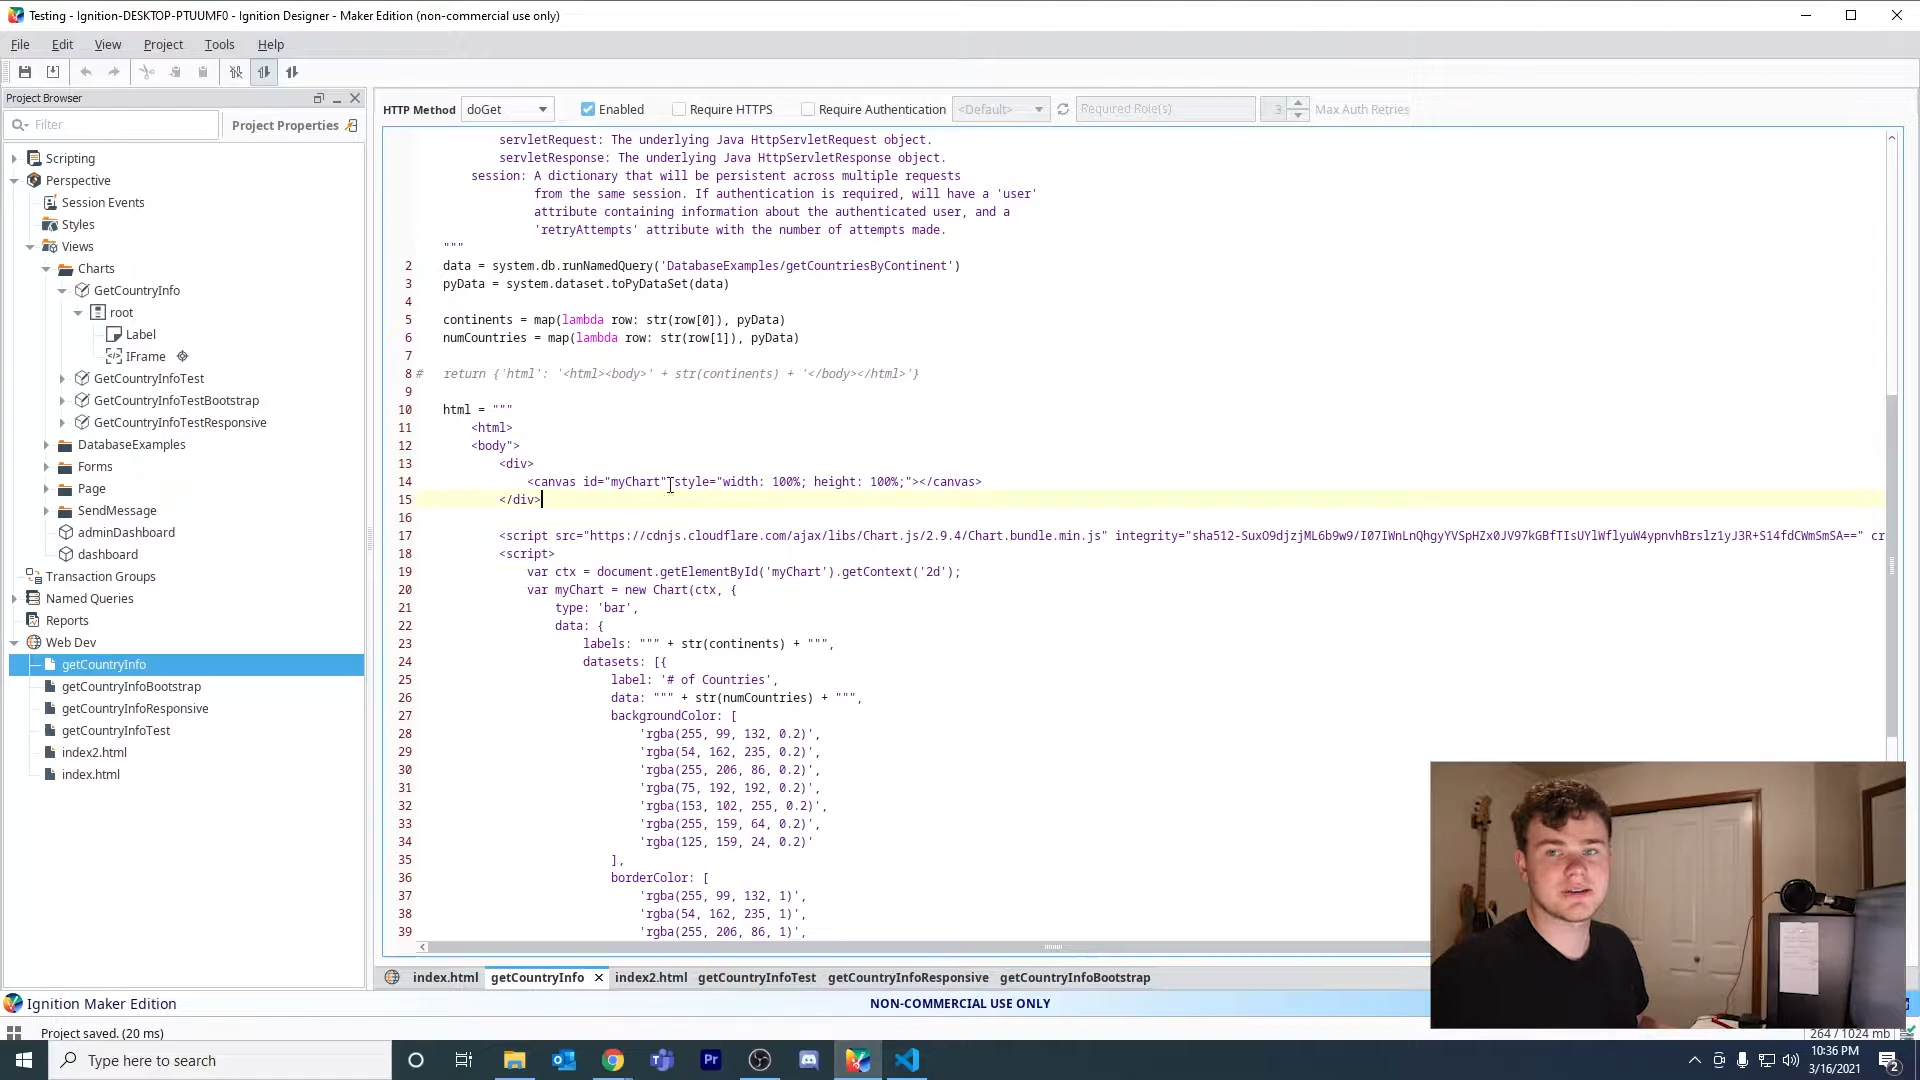 Testing - Ignition-DESKTOP-PTUUMF0 - Ignition Designer - Maker Edition (non-commercial use only)
File Edit View Project Tools Help
Project Browser
Filter
Project Properties
Scripting
Perspective
Session Events
Styles
Views
Charts
GetCountryInfo
root
Label
IFrame
GetCountryInfoTest
GetCountryInfoTestBootstrap
GetCountryInfoTestResponsive
DatabaseExamples
Forms
Page
SendMessage
adminDashboard
dashboard
Transaction Groups
Named Queries
Reports
Web Dev
getCountryInfo
getCountryInfoBootstrap
getCountryInfoResponsive
getCountryInfoTest
index2.html
index.html
HTTP Method doGet Enabled Require HTTPS Require Authentication <Default> Required Role(s) 3 Max Auth Retries
servletRequest: The underlying Java HttpServletRequest object.
servletResponse: The underlying Java HttpServletResponse object.
session: A dictionary that will be persistent across multiple requests
from the same session. If authentication is required, will have a 'user'
attribute containing information about the authenticated user, and a
'retryAttempts' attribute with the number of attempts made.
"""
2 data = system.db.runNamedQuery('DatabaseExamples/getCountriesByContinent')
3 pyData = system.dataset.toPyDataSet(data)
4
5 continents = map(lambda row: str(row[0]), pyData)
6 numCountries = map(lambda row: str(row[1]), pyData)
7
8 # return {'html': '<html><body>' + str(continents) + '</body></html>'}
9
10 html = """
11 <html>
12 <body">
13 <div>
14 <canvas id="myChart" style="width: 100%; height: 100%;"></canvas>
15 </div>
16
17 <script src="https://cdnjs.cloudflare.com/ajax/libs/Chart.js/2.9.4/Chart.bundle.min.js" integrity="sha512-SuxO9djzjML6b9w9/I07IWnLnQhgyYVSpHZx0JV97kGBfTIsUYlWflyuW4ypnvhBrslz1yJ3R+S14fdCWmSmSA==" cr
18 <script>
19 var ctx = document.getElementById('myChart').getContext('2d');
20 var myChart = new Chart(ctx, {
21 type: 'bar',
22 data: {
23 labels: """ + str(continents) + """,
24 datasets: [{
25 label: '# of Countries',
26 data: """ + str(numCountries) + """,
27 backgroundColor: [
28 'rgba(255, 99, 132, 0.2)',
29 'rgba(54, 162, 235, 0.2)',
30 'rgba(255, 206, 86, 0.2)',
31 'rgba(75, 192, 192, 0.2)',
32 'rgba(153, 102, 255, 0.2)',
33 'rgba(255, 159, 64, 0.2)',
34 'rgba(125, 159, 24, 0.2)'
35 ],
36 borderColor: [
37 'rgba(255, 99, 132, 1)',
38 'rgba(54, 162, 235, 1)',
39 'rgba(255, 206, 86, 1)',
index.html getCountryInfo index2.html getCountryInfoTest getCountryInfoResponsive getCountryInfoBootstrap
Ignition Maker Edition NON-COMMERCIAL USE ONLY
Project saved. (20 ms) 264 / 1024 mb
Type here to search
Pr
10:36 PM
3/16/2021
2